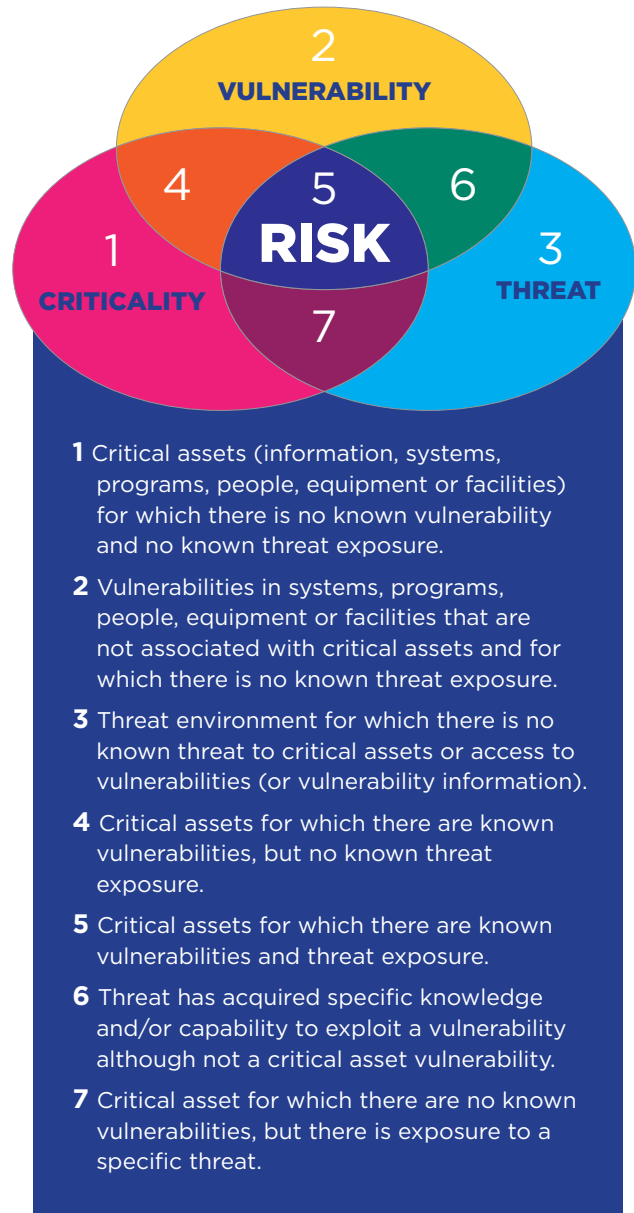 2
VULNERABILITY
4
5
6
RISK
1
3
CRITICALITY
THREAT
7
1 Critical assets (information, systems,
programs, people, equipment or facilities)
for which there is no known vulnerability
and no known threat exposure.
2 Vulnerabilities in systems, programs,
people, equipment or facilities that are
not associated with critical assets and for
which there is no known threat exposure.
3 Threat environment for which there is no
known threat to critical assets or access to
vulnerabilities (or vulnerability information).
4 Critical assets for which there are known
vulnerabilities, but no known threat
exposure.
5 Critical assets for which there are known
vulnerabilities and threat exposure.
6 Threat has acquired specific knowledge
and/or capability to exploit a vulnerability
although not a critical asset vulnerability.
7 Critical asset for which there are no known
vulnerabilities, but there is exposure to a
specific threat.